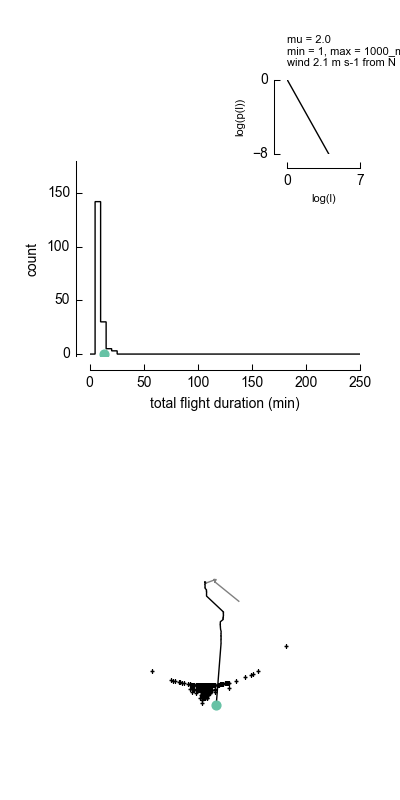 mu = 2.0
min = 1, max = 1000_m
wind 2.1 m s-1 from N
0
log(p(l))
−8
0
7
log(l)
150
100
50
0
count
0
50
100
150
200
250
total flight duration (min)